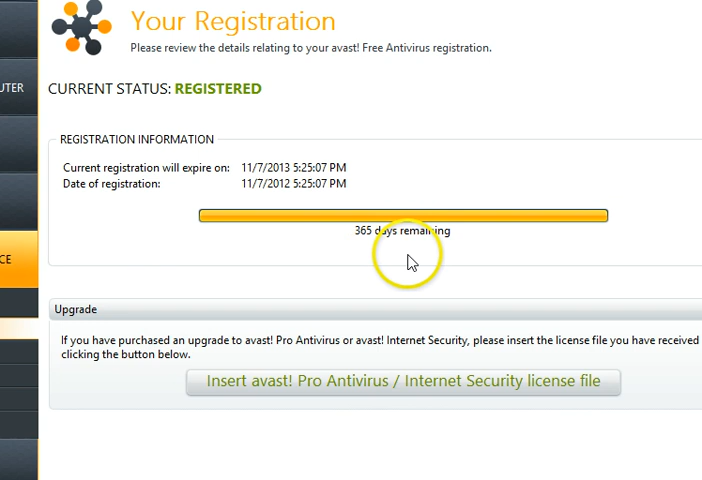 Your Registration
Please review the details relating to your avast! Free Antivirus registration.
UTER
CURRENT STATUS: REGISTERED
REGISTRATION INFORMATION
Current registration will expire on: 11/7/2013 5:25:07 PM
Date of registration: 11/7/2012 5:25:07 PM
365 days remaining
CE
Upgrade
If you have purchased an upgrade to avast! Pro Antivirus or avast! Internet Security, please insert the license file you have received
clicking the button below.
Insert avast! Pro Antivirus / Internet Security license file